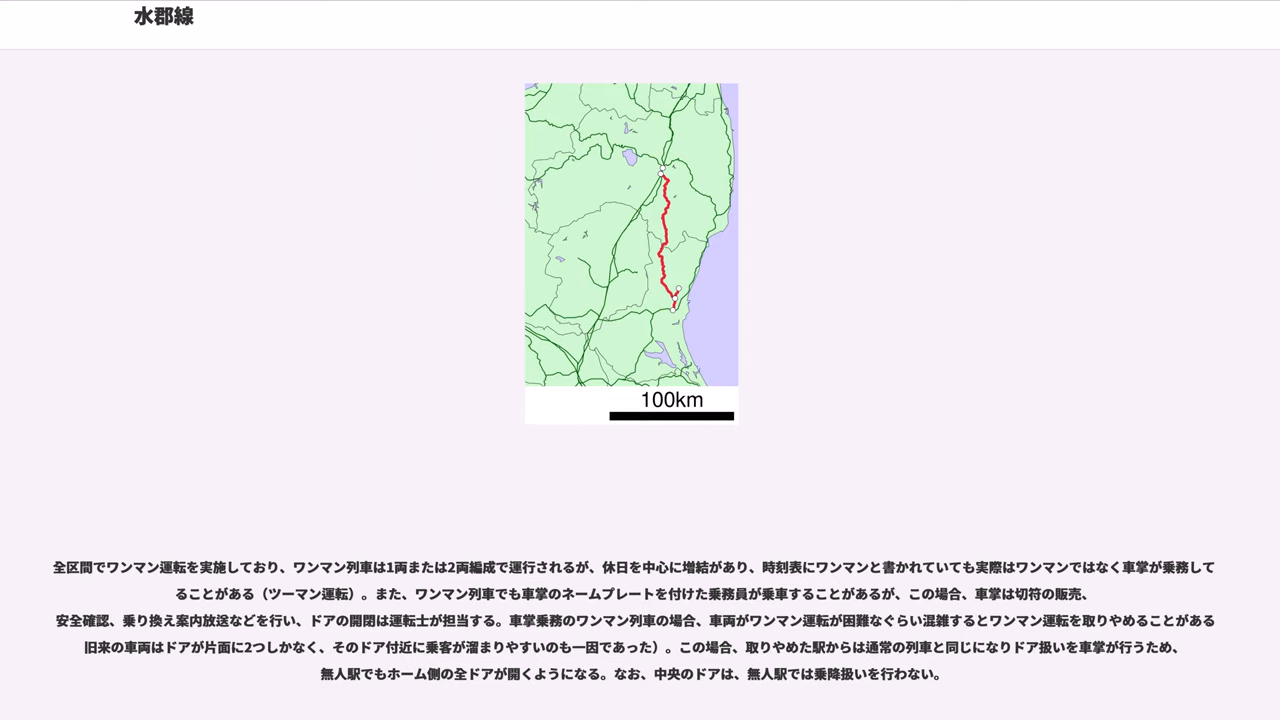 水郡線
100km
全区間でワンマン運転を実施しており、ワンマン列車は1両または2両編成で運行されるが、休日を中心に増結があり、時刻表にワンマンと書かれていても実際はワンマンではなく車掌が乗務して
ることがある（ツーマン運転）。また、ワンマン列車でも車掌のネームプレートを付けた乗務員が乗車することがあるが、この場合、車掌は切符の販売、
安全確認、乗り換え案内放送などを行い、ドアの開閉は運転士が担当する。車掌乗務のワンマン列車の場合、車両がワンマン運転が困難なぐらい混雑するとワンマン運転を取りやめることがある
旧来の車両はドアが片面に2つしかなく、そのドア付近に乗客が溜まりやすいのも一因であった）。この場合、取りやめた駅からは通常の列車と同じになりドア扱いを車掌が行うため、
無人駅でもホーム側の全ドアが開くようになる。なお、中央のドアは、無人駅では乗降扱いを行わない。